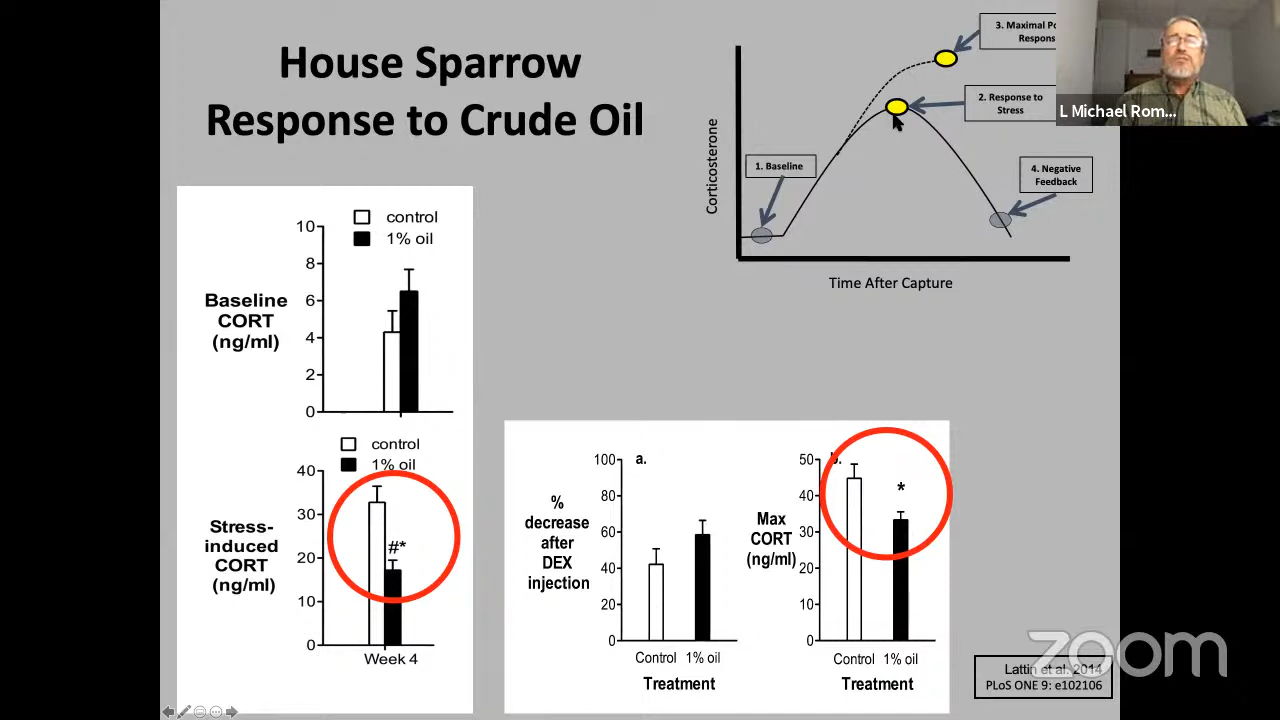 House Sparrow
Response to Crude Oil
3. Maximal Po
Respons
2. Response to
Stress
1. Baseline
4. Negative
Feedback
Corticosterone
Time After Capture
L Michael Rom...
control
1% oil
10
8
6
4
2
0
Baseline
CORT
(ng/ml)
control
1% oil
40
30
20
10
0
Stress-
induced
CORT
(ng/ml)
#*
Week 4
a.
100
80
60
40
20
0
%
decrease
after
DEX
injection
Control 1% oil
Treatment
b.
50
40
30
20
10
0
Max
CORT
(ng/ml)
*
Control 1% oil
Treatment
Lattin et al. 2014
PLoS ONE 9: e102106
zoom